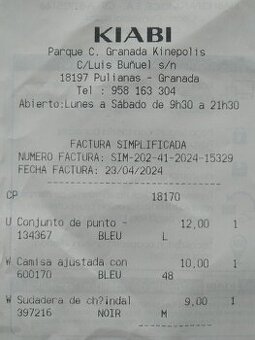 KIABI
Parque C. Granada Kinepolis
C/Luis Buñuel s/n
18197 Pulianas - Granada
Tel : 958 163 304
Abierto:Lunes a Sábado de 9h30 a 21h30
FACTURA SIMPLIFICADA
NUMERO FACTURA: SIM-202-41-2024-15329
FECHA FACTURA: 23/04/2024
CP 18170
U Conjunto de punto - 12,00 1
134367 BLEU L
W Camisa ajustada con 10,00 1
600170 BLEU 48
W Sudadera de ch?indal 9,00 1
397216 NOIR M